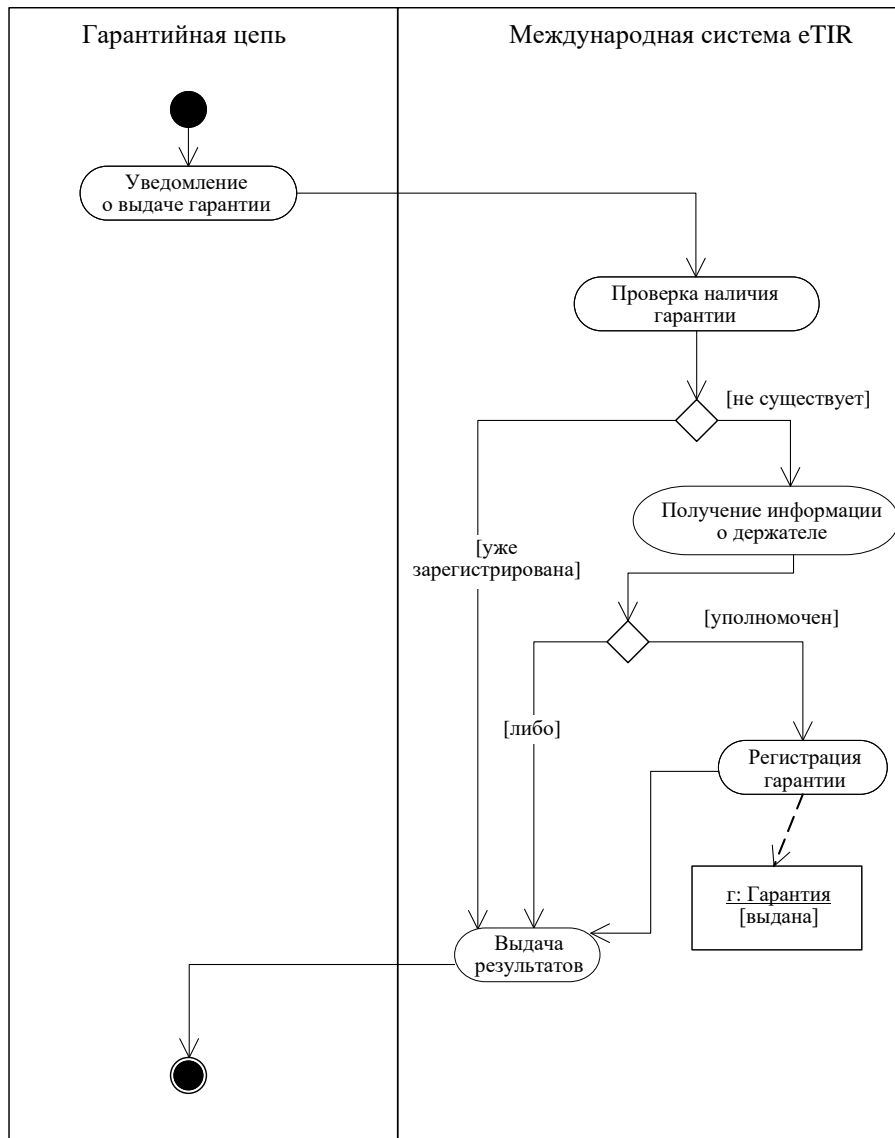 Гарантийная цепь
Международная система eTIR
Уведомление
о выдаче гарантии
Проверка наличия
гарантии
[не существует]
Получение информации
о держателе
[уже
зарегистрирована]
[уполномочен]
[либо]
Регистрация
гарантии
г: Гарантия
[выдана]
Выдача
результатов